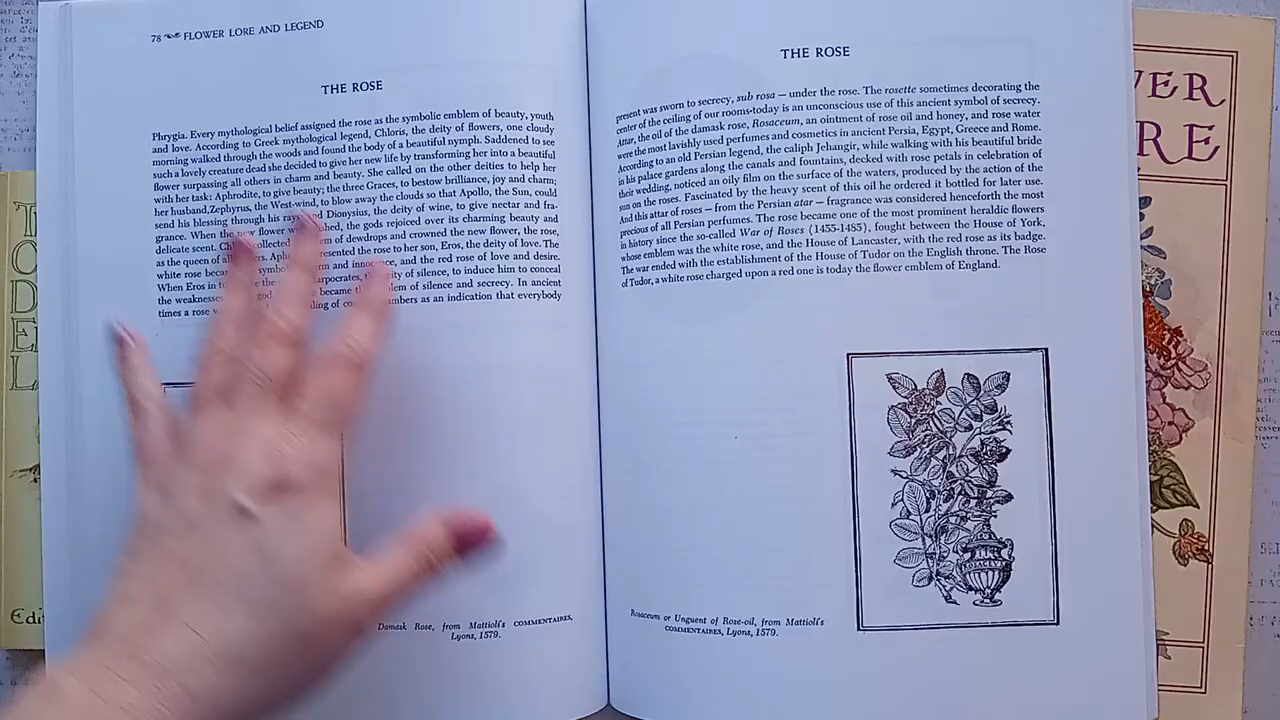 78 FLOWER LORE AND LEGEND
THE ROSE
Phrygia. Every mythological belief assigned the rose as the symbolic emblem of beauty, youth
and love. According to Greek mythological legend, Chloris, the deity of flowers, one cloudy
morning walked through the woods and found the body of a beautiful nymph. Saddened to see
such a lovely creature dead she decided to give her new life by transforming her into a beautiful
flower surpassing all others in charm and beauty. She called on the other deities to help her
with her task: Aphrodite, to give beauty; the three Graces, to bestow brilliance, joy and charm;
her husband, Zephyrus, the West-wind, to blow away the clouds so that Apollo, the Sun, could
send his blessing through his rays and Dionysius, the deity of wine, to give nectar and fra-
grance. When the new flower was the gods rejoiced over its charming beauty and
delicate scent. collected of dewdrops and crowned the new flower, the rose,
as the queen of all presented the rose to her son, Eros, the deity of love. The
white rose and innocence, and the red rose of love and desire.
When Eros in the deity of silence, to induce him to conceal
the weaknesses became of silence and secrecy. In ancient
times a rose as an indication that everybody
Damask Rose, from Mattioli's COMMENTAIRES,
Lyons, 1579.
THE ROSE
present was sworn to secrecy, sub rosa — under the rose. The rosette sometimes decorating the
center of the ceiling of our rooms-today is an unconscious use of this ancient symbol of secrecy.
Attar, the oil of the damask rose, Rosaceum, an ointment of rose oil and honey, and rose water
were the most lavishly used perfumes and cosmetics in ancient Persia, Egypt, Greece and Rome.
According to an old Persian legend, the caliph Jehangir, while walking with his beautiful bride
in his palace gardens along the canals and fountains, decked with rose petals in celebration of
their wedding, noticed an oily film on the surface of the waters, produced by the action of the
sun on the roses. Fascinated by the heavy scent of this oil he ordered it bottled for later use.
And this attar of roses — from the Persian atar — fragrance was considered henceforth the most
precious of all Persian perfumes. The rose became one of the most prominent heraldic flowers
in history since the so-called War of Roses (1455-1485), fought between the House of York,
whose emblem was the white rose, and the House of Lancaster, with the red rose as its badge.
The war ended with the establishment of the House of Tudor on the English throne. The Rose
of Tudor, a white rose charged upon a red one is today the flower emblem of England.
ROSACEVM
Rosaceum or Unguent of Rose-oil, from Mattioli's
COMMENTAIRES, Lyons, 1579.
VER
RE
Edi